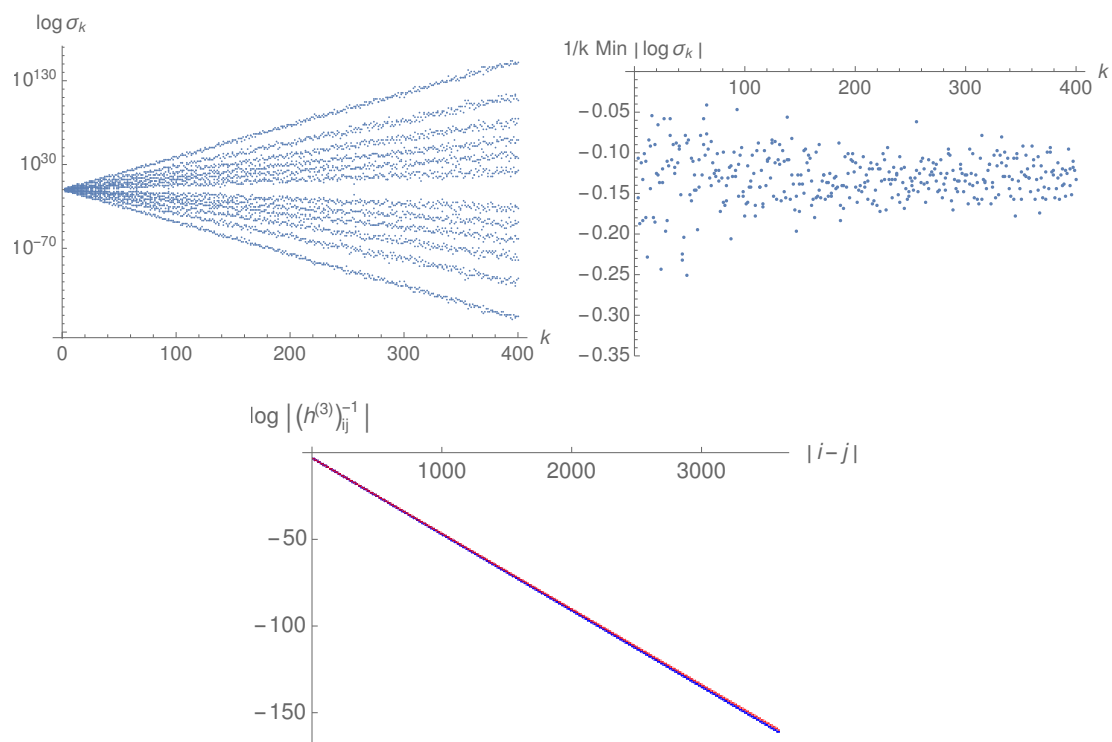 log σk
10^130
10^30
10^−70
0 100 200 300 400 k
1/k Min | log σk |
100 200 300 400 k
−0.05
−0.10
−0.15
−0.20
−0.25
−0.30
−0.35
log | (h^(3))^−1_ij |
1000 2000 3000 | i − j |
−50
−100
−150